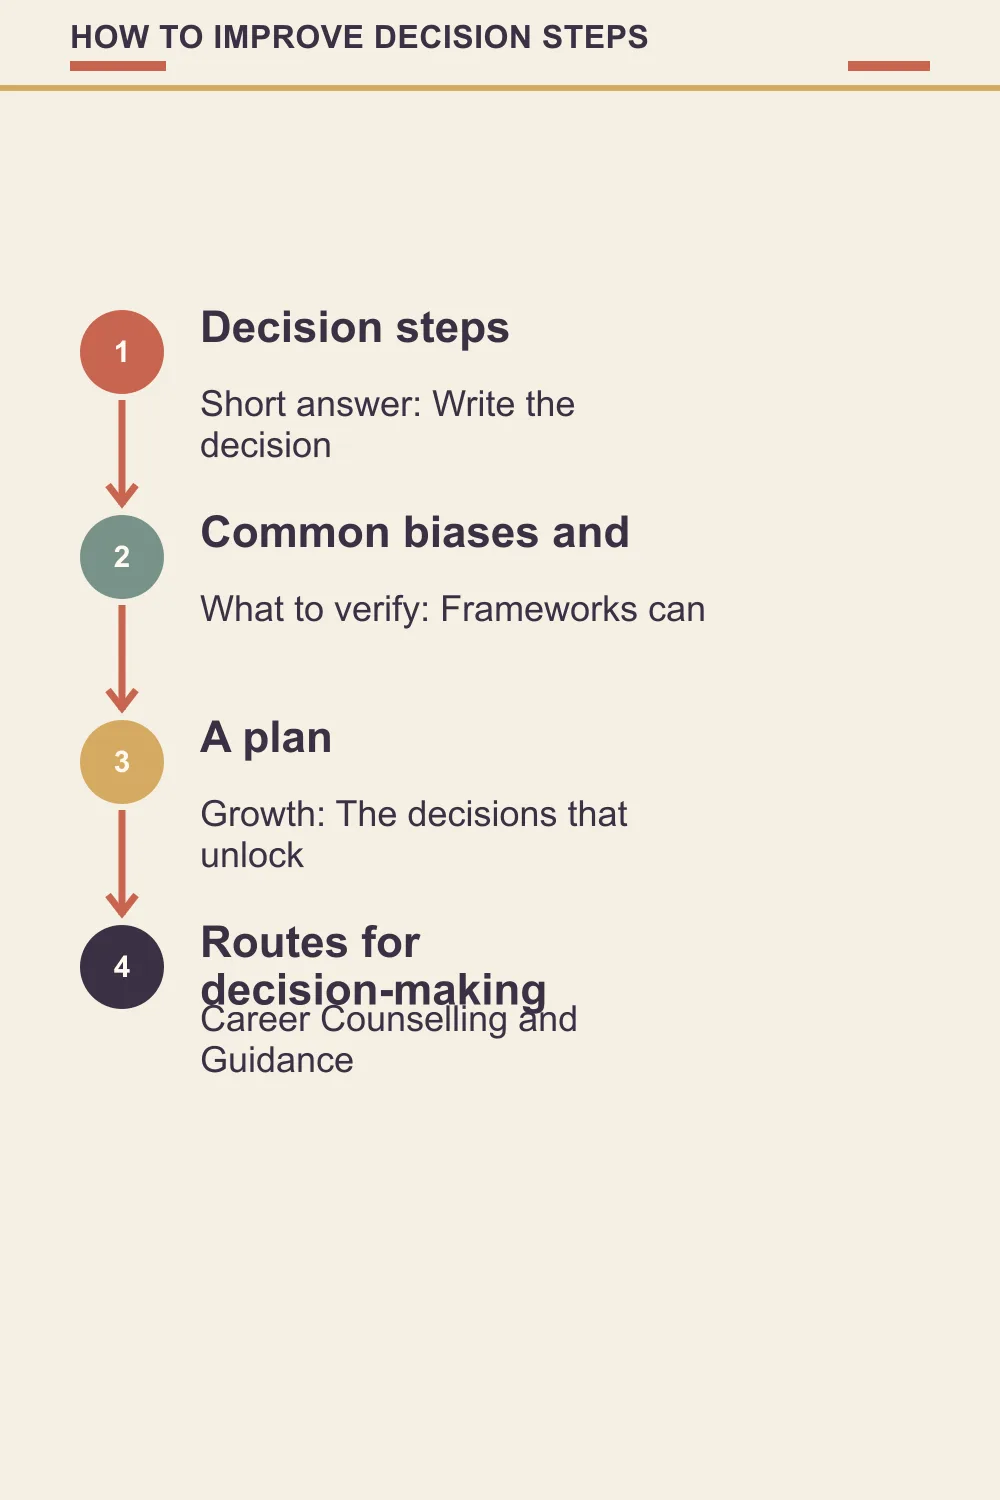 HOW TO IMPROVE DECISION STEPS
1
Decision steps
Short answer: Write the
decision
2
Common biases and
What to verify: Frameworks can
3
A plan
Growth: The decisions that
unlock
4
Routes for
decision-making
Career Counselling and
Guidance